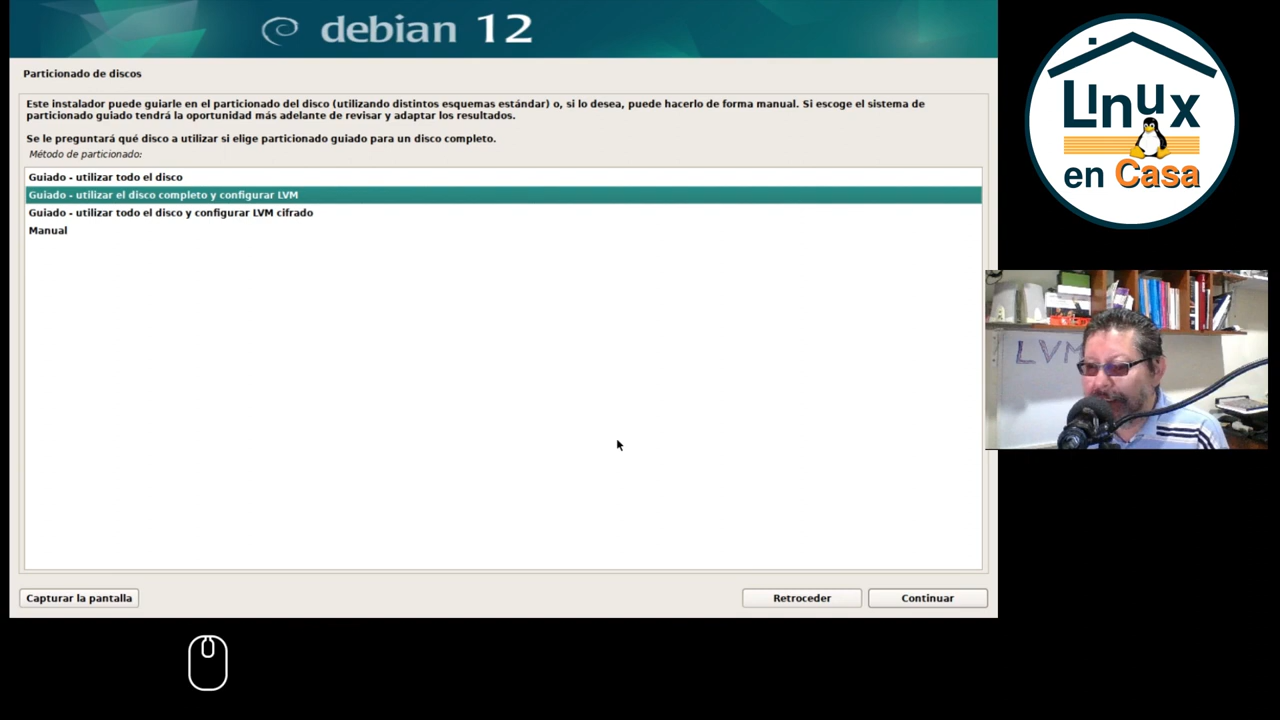 debian 12
Particionado de discos
Este instalador puede guiarle en el particionado del disco (utilizando distintos esquemas estándar) o, si lo desea, puede hacerlo de forma manual. Si escoge el sistema de
particionado guiado tendrá la oportunidad más adelante de revisar y adaptar los resultados.
Se le preguntará qué disco a utilizar si elige particionado guiado para un disco completo.
Método de particionado:
Guiado - utilizar todo el disco
Guiado - utilizar el disco completo y configurar LVM
Guiado - utilizar todo el disco y configurar LVM cifrado
Manual
Capturar la pantalla
Retroceder
Continuar
LInux
en Casa
LVM